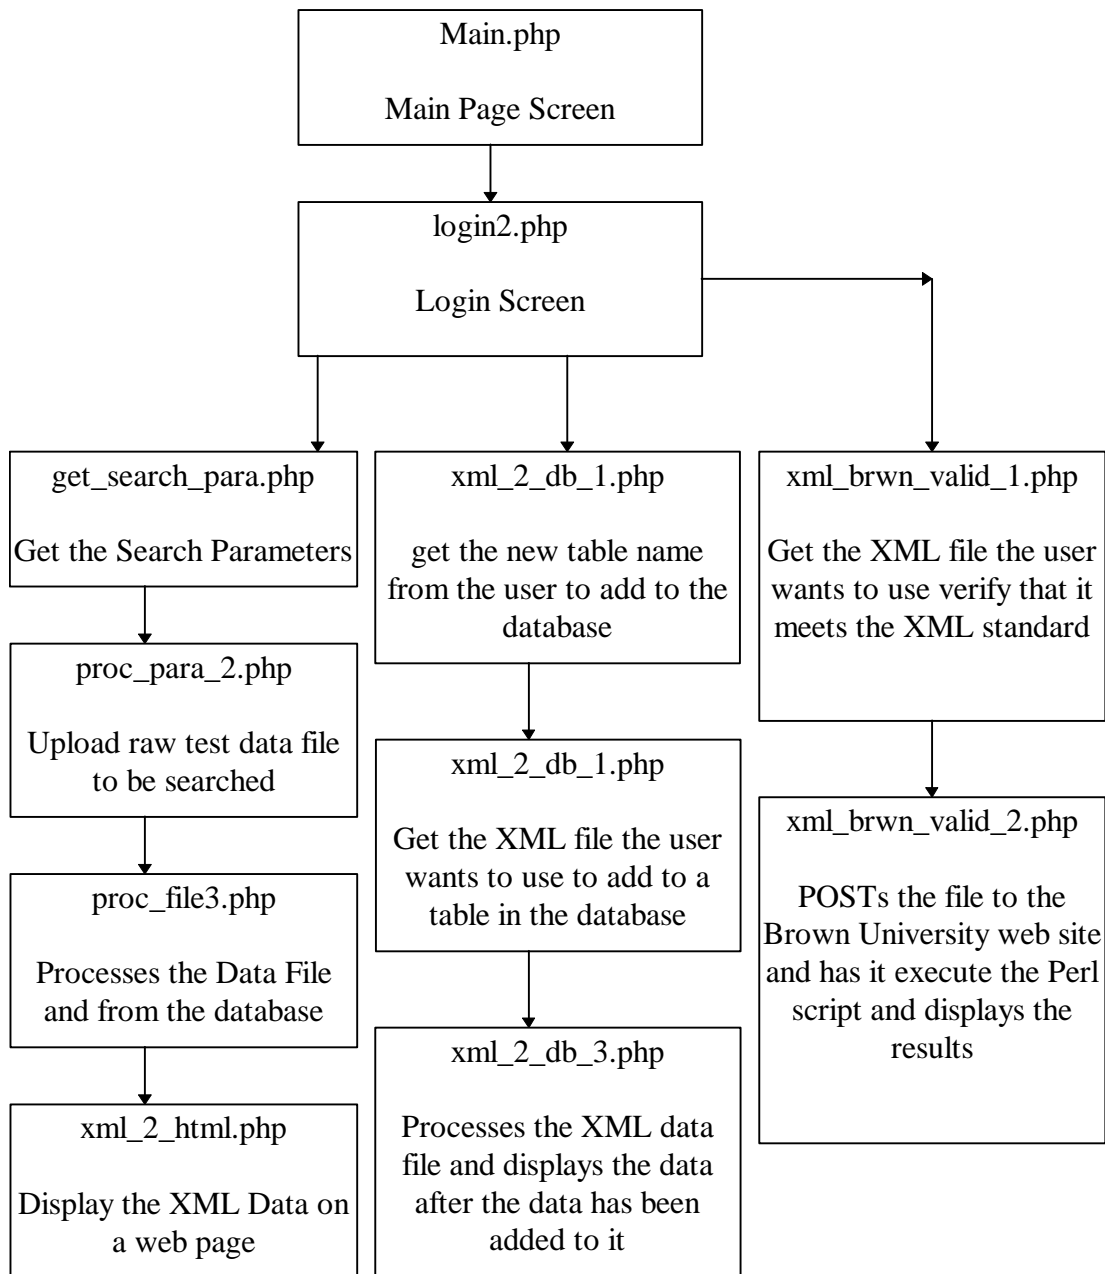 Main.php
Main Page Screen
login2.php
Login Screen
get_search_para.php
Get the Search Parameters
proc_para_2.php
Upload raw test data file
to be searched
proc_file3.php
Processes the Data File
and from the database
xml_2_html.php
Display the XML Data on
a web page
xml_2_db_1.php
get the new table name
from the user to add to the
database
xml_2_db_1.php
Get the XML file the user
wants to use to add to a
table in the database
xml_2_db_3.php
Processes the XML data
file and displays the data
after the data has been
added to it
xml_brwn_valid_1.php
Get the XML file the user
wants to use verify that it
meets the XML standard
xml_brwn_valid_2.php
POSTs the file to the
Brown University web site
and has it execute the Perl
script and displays the
results